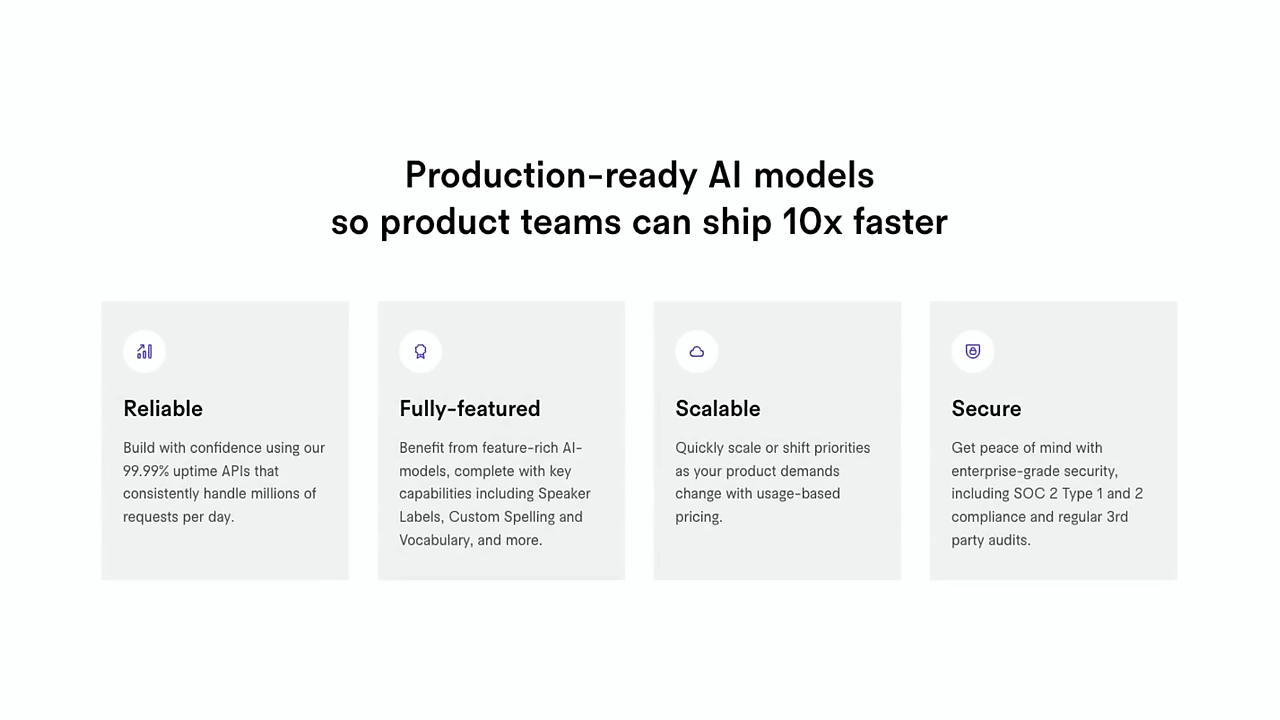 Production-ready AI models
so product teams can ship 10x faster
Reliable
Build with confidence using our
99.99% uptime APIs that
consistently handle millions of
requests per day.
Fully-featured
Benefit from feature-rich AI-
models, complete with key
capabilities including Speaker
Labels, Custom Spelling and
Vocabulary, and more.
Scalable
Quickly scale or shift priorities
as your product demands
change with usage-based
pricing.
Secure
Get peace of mind with
enterprise-grade security,
including SOC 2 Type 1 and 2
compliance and regular 3rd
party audits.